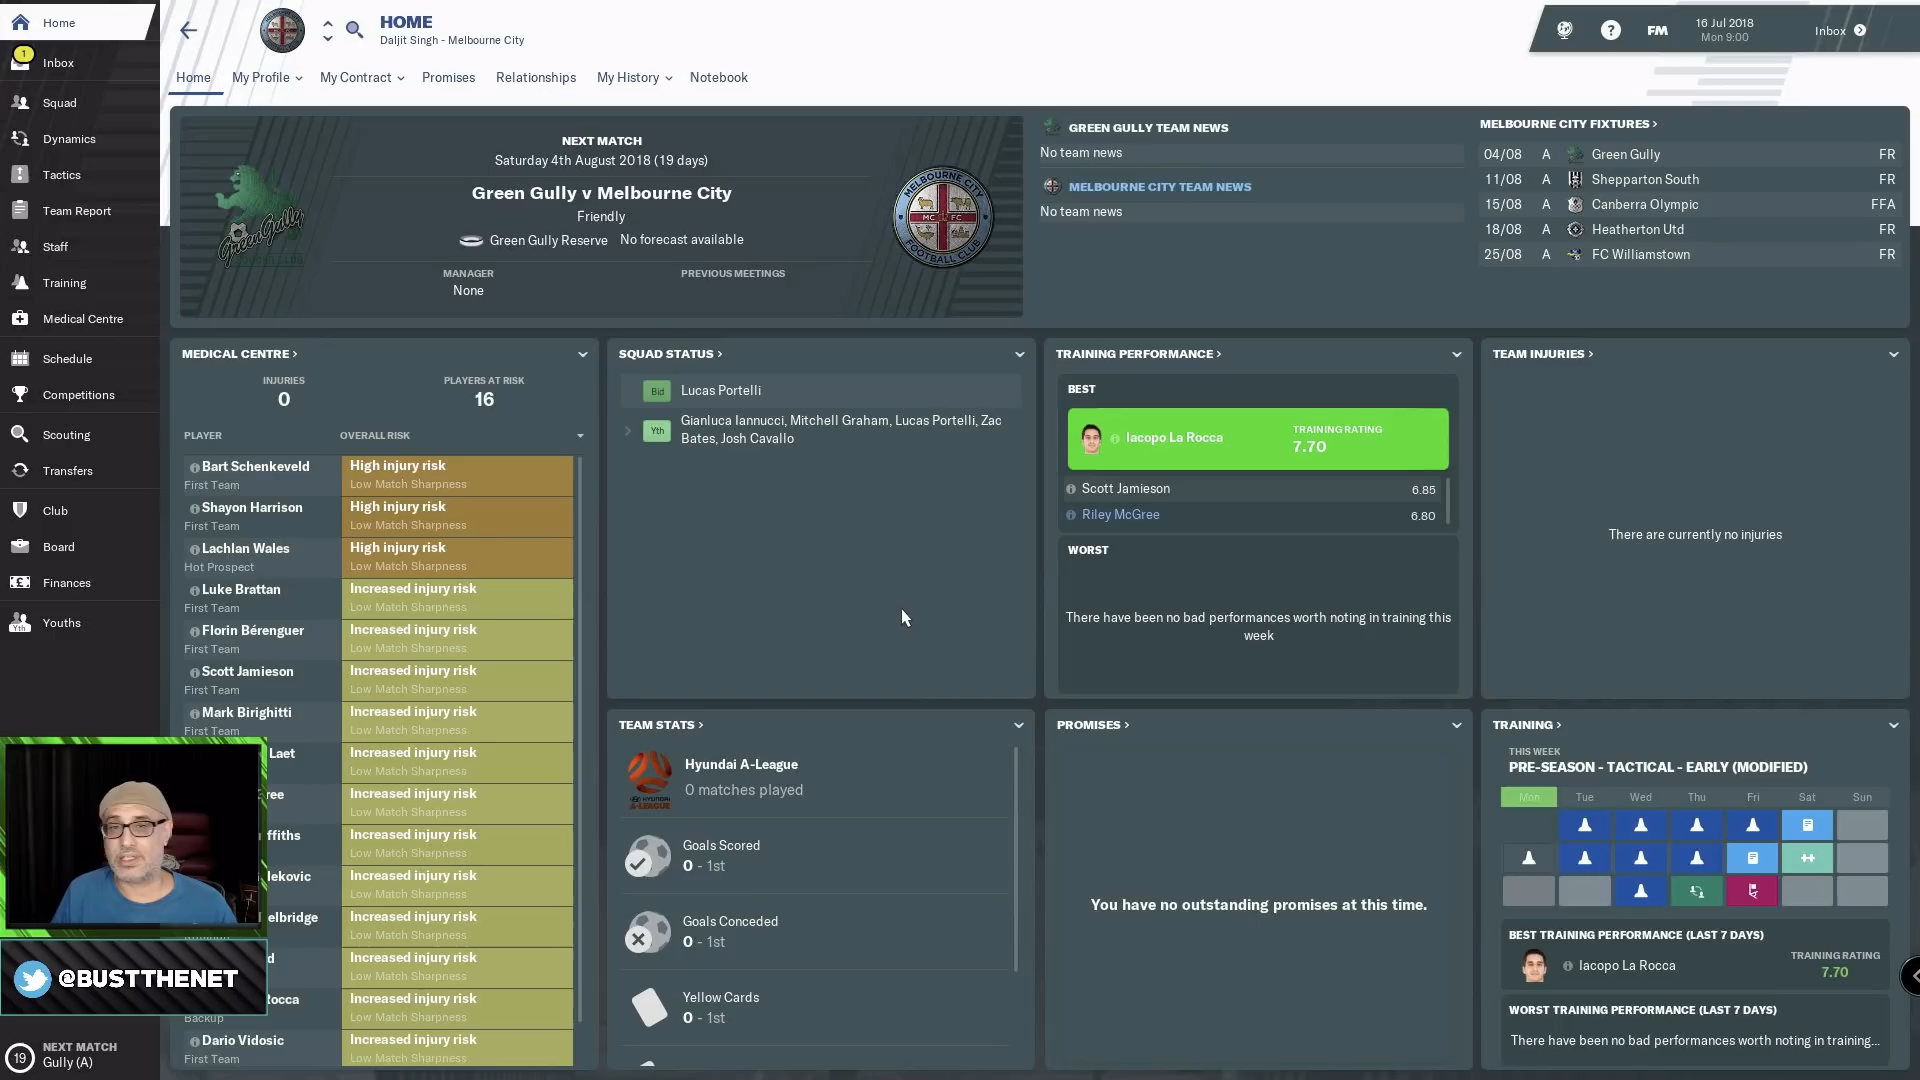 Home
1
Inbox
Squad
Dynamics
Tactics
Team Report
Staff
Training
Medical Centre
Schedule
Competitions
Scouting
Transfers
Club
Board
Finances
Yth
Youths
HOME
Daljit Singh - Melbourne City
?
FM
16 Jul 2018
Mon 9:00
Inbox
Home
My Profile
My Contract
Promises
Relationships
My History
Notebook
NEXT MATCH
Saturday 4th August 2018 (19 days)
Green Gully v Melbourne City
Friendly
Green Gully Reserve
No forecast available
MANAGER
None
PREVIOUS MEETINGS
Green Gully
MELBOURNE CITY
MC FC
FOOTBALL CLUB
GREEN GULLY TEAM NEWS
No team news
MELBOURNE CITY TEAM NEWS
No team news
MELBOURNE CITY FIXTURES >
04/08 A Green Gully FR
11/08 A Shepparton South FR
15/08 A Canberra Olympic FFA
18/08 A Heatherton Utd FR
25/08 A FC Williamstown FR
MEDICAL CENTRE >
INJURIES
0
PLAYERS AT RISK
16
PLAYER
OVERALL RISK
Bart Schenkeveld
First Team
High injury risk
Low Match Sharpness
Shayon Harrison
First Team
High injury risk
Low Match Sharpness
Lachlan Wales
Hot Prospect
High injury risk
Low Match Sharpness
Luke Brattan
First Team
Increased injury risk
Low Match Sharpness
Florin Bérenguer
First Team
Increased injury risk
Low Match Sharpness
Scott Jamieson
First Team
Increased injury risk
Low Match Sharpness
Mark Birighitti
First Team
Increased injury risk
Low Match Sharpness
Laet
Increased injury risk
Low Match Sharpness
ree
Increased injury risk
Low Match Sharpness
ffiths
Increased injury risk
Low Match Sharpness
lekovic
Increased injury risk
Low Match Sharpness
elbridge
Increased injury risk
Low Match Sharpness
d
Increased injury risk
Low Match Sharpness
Rocca
Backup
Increased injury risk
Low Match Sharpness
Dario Vidosic
First Team
Increased injury risk
Low Match Sharpness
@BUSTTHENET
19
NEXT MATCH
Gully (A)
SQUAD STATUS >
Bid
Lucas Portelli
Yth
Gianluca Iannucci, Mitchell Graham, Lucas Portelli, Zac
Bates, Josh Cavallo
TRAINING PERFORMANCE >
BEST
Iacopo La Rocca
TRAINING RATING
7.70
Scott Jamieson 6.85
Riley McGree 6.80
WORST
There have been no bad performances worth noting in training this
week
TEAM INJURIES >
There are currently no injuries
TEAM STATS >
HYUNDAI
A-LEAGUE
Hyundai A-League
0 matches played
Goals Scored
0 - 1st
Goals Conceded
0 - 1st
Yellow Cards
0 - 1st
PROMISES >
You have no outstanding promises at this time.
TRAINING >
THIS WEEK
PRE-SEASON - TACTICAL - EARLY (MODIFIED)
Mon Tue Wed Thu Fri Sat Sun
BEST TRAINING PERFORMANCE (LAST 7 DAYS)
Iacopo La Rocca
TRAINING RATING
7.70
WORST TRAINING PERFORMANCE (LAST 7 DAYS)
There have been no bad performances worth noting in training...